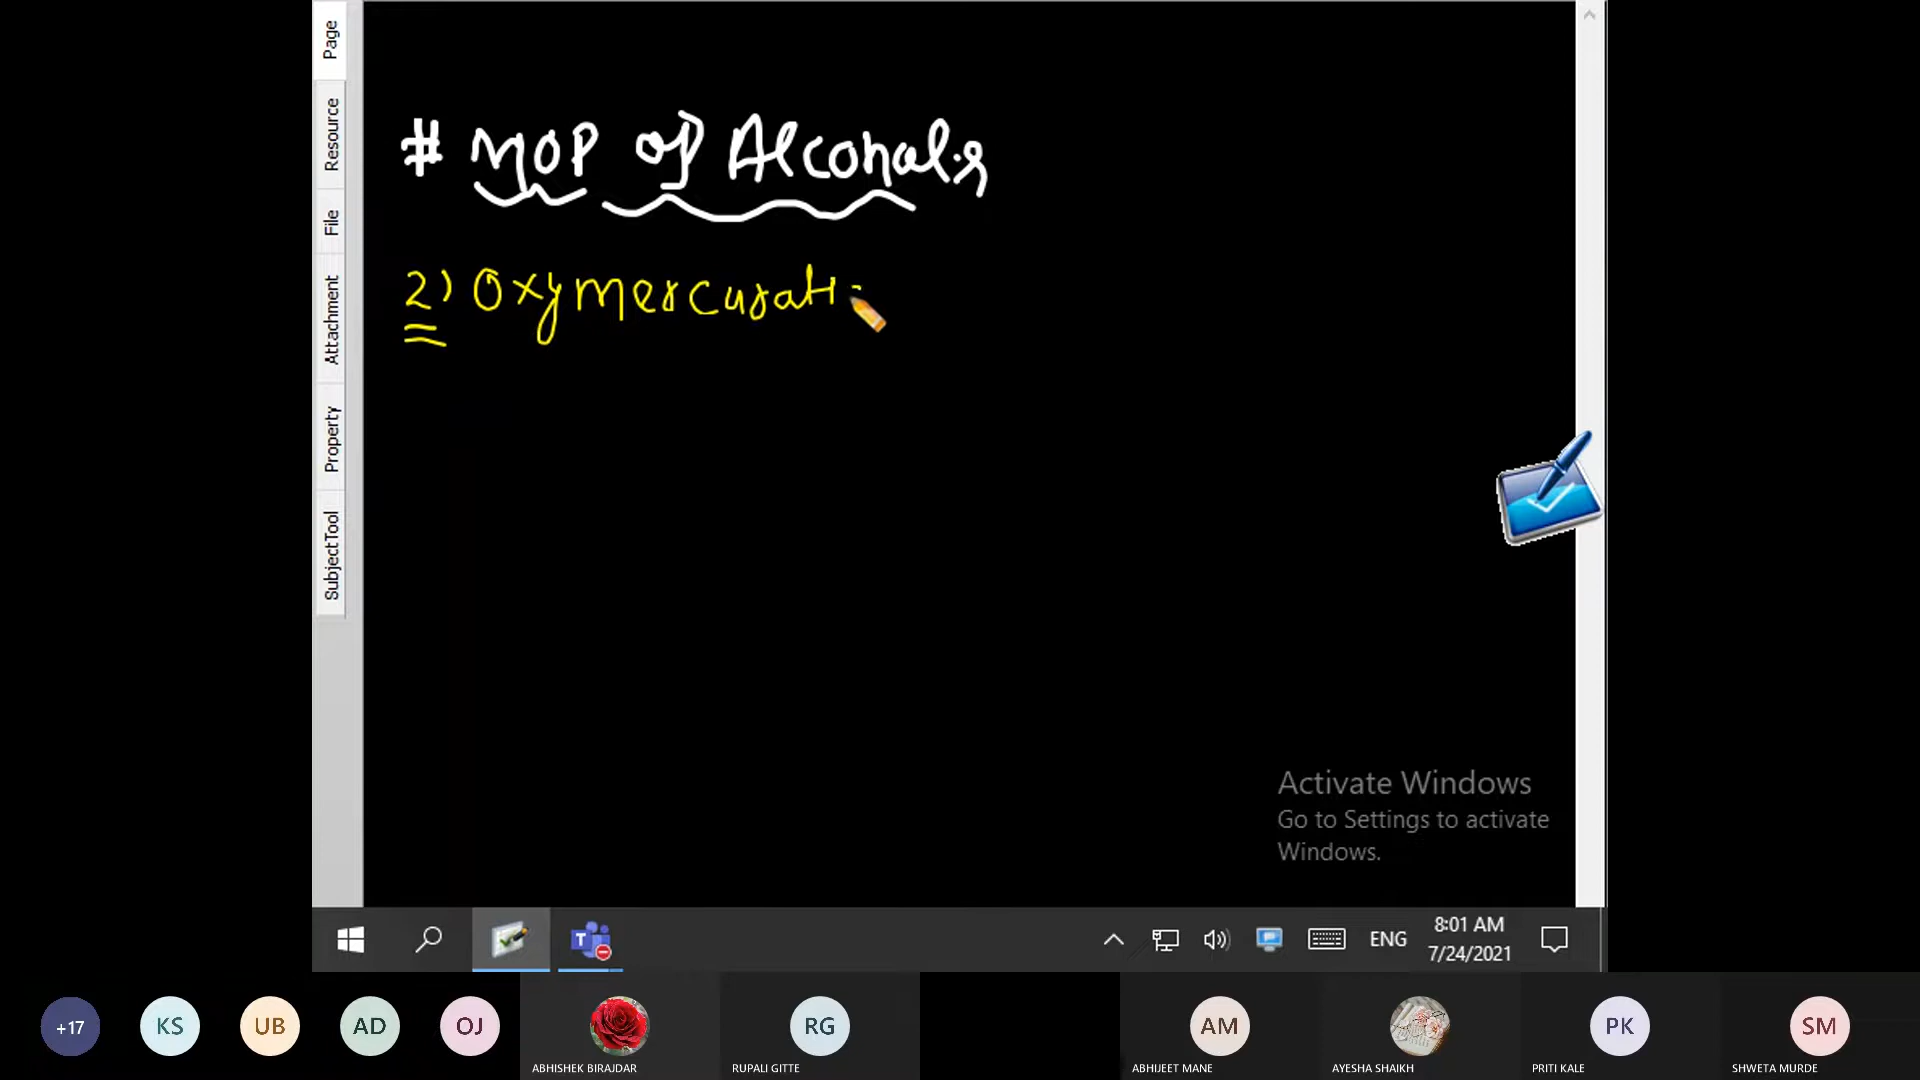 Page
Resource
File
Attachment
Property
SubjectTool
# MOP of Alcohals
2) Oxymercurati
Activate Windows
Go to Settings to activate
Windows.
ENG
8:01 AM
7/24/2021
T
+17
KS
UB
AD
OJ
RG
AM
PK
SM
ABHISHEK BIRAJDAR
RUPALI GITTE
ABHIJEET MANE
AYESHA SHAIKH
PRITI KALE
SHWETA MURDE